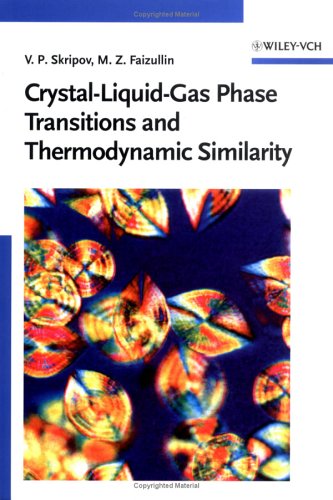 V. P. Skripov, M. Z. Faizullin
WILEY-VCH
Crystal-Liquid-Gas Phase
Transitions and
Thermodynamic Similarity
Copyrighted Material
Copyrighted Material